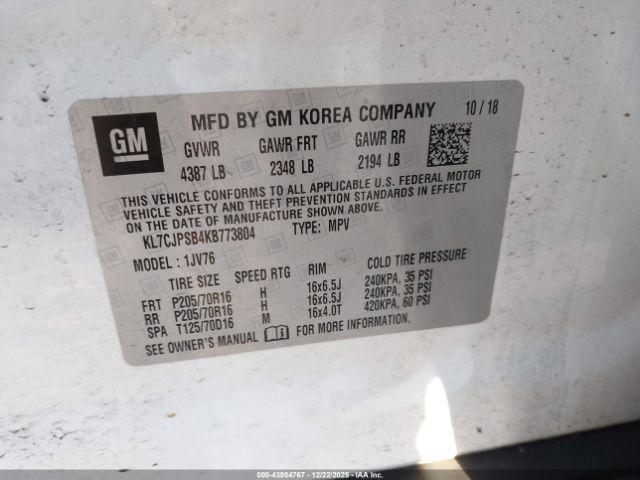 GM
MFD BY GM KOREA COMPANY 10/18
GVWR GAWR FRT GAWR RR
4387 LB 2348 LB 2194 LB
THIS VEHICLE CONFORMS TO ALL APPLICABLE U.S. FEDERAL MOTOR
VEHICLE SAFETY AND THEFT PREVENTION STANDARDS IN EFFECT
ON THE DATE OF MANUFACTURE SHOWN ABOVE.
KL7CJPSB4KB773804 TYPE: MPV
MODEL: 1JV76
TIRE SIZE SPEED RTG RIM COLD TIRE PRESSURE
FRT P205/70R16 H 16x6.5J 240KPA, 35 PSI
RR P205/70R16 H 16x6.5J 240KPA, 35 PSI
SPA T125/70D16 M 16x4.0T 420KPA, 60 PSI
SEE OWNER'S MANUAL FOR MORE INFORMATION.
000-43984767 12/22/2025 - IAAI.COM